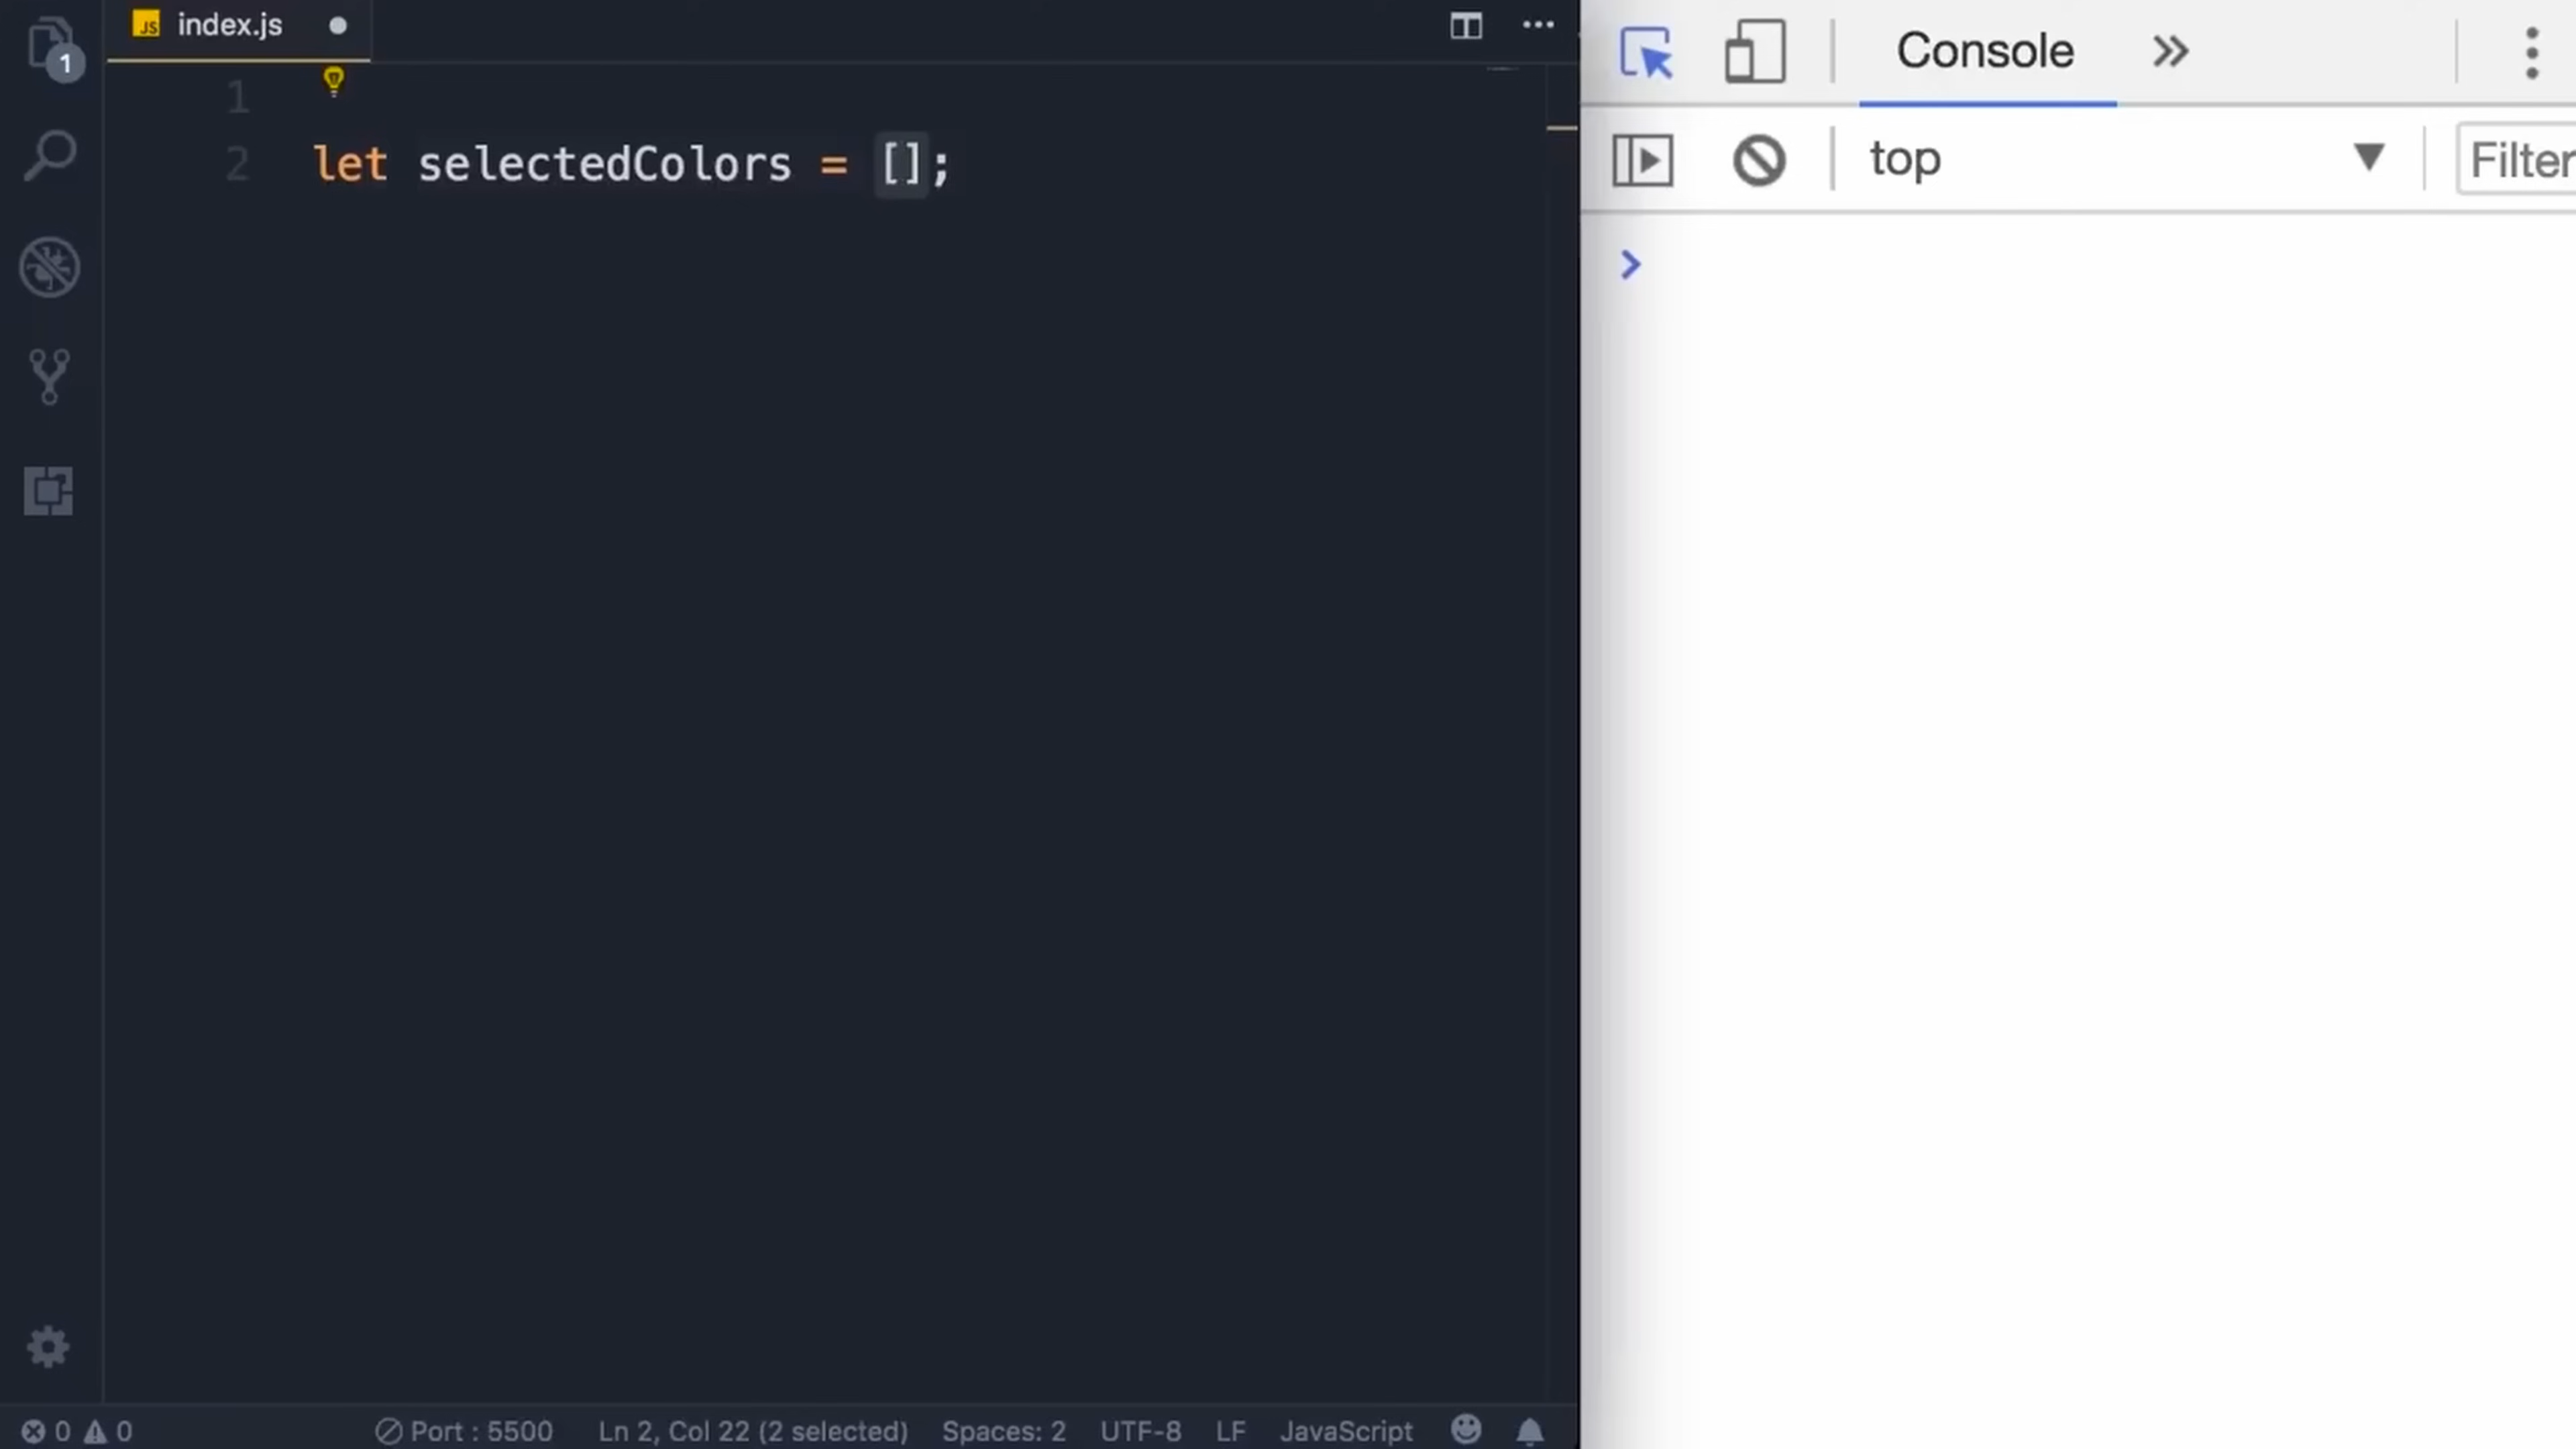 JS index.js
1
1
2 let selectedColors = [];
0 0
Port : 5500
Ln 2, Col 22 (2 selected)
Spaces: 2
UTF-8
LF
JavaScript
Console
top
Filter